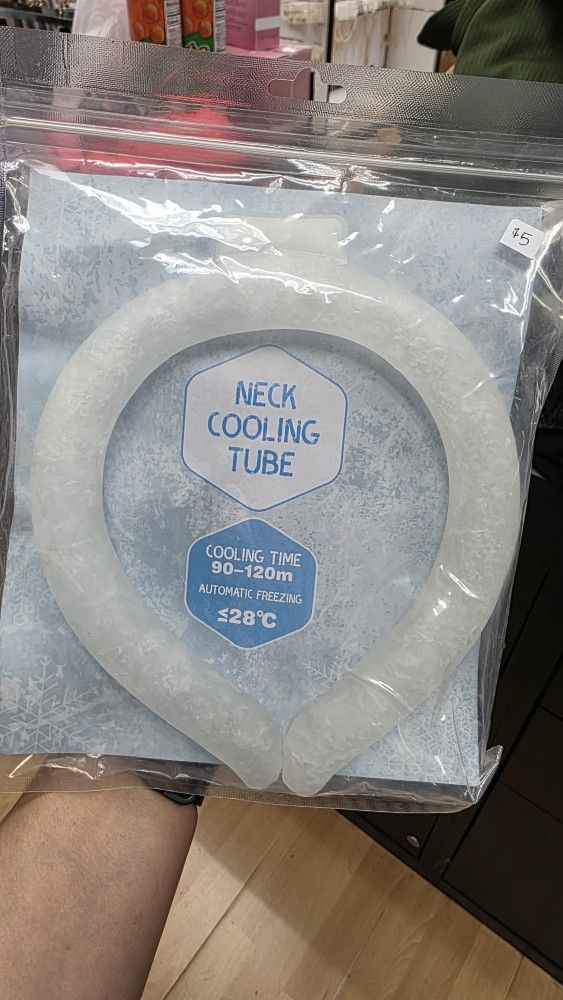 $5
NECK
COOLING
TUBE
COOLING TIME
90–120m
AUTOMATIC FREEZING
≤28°C